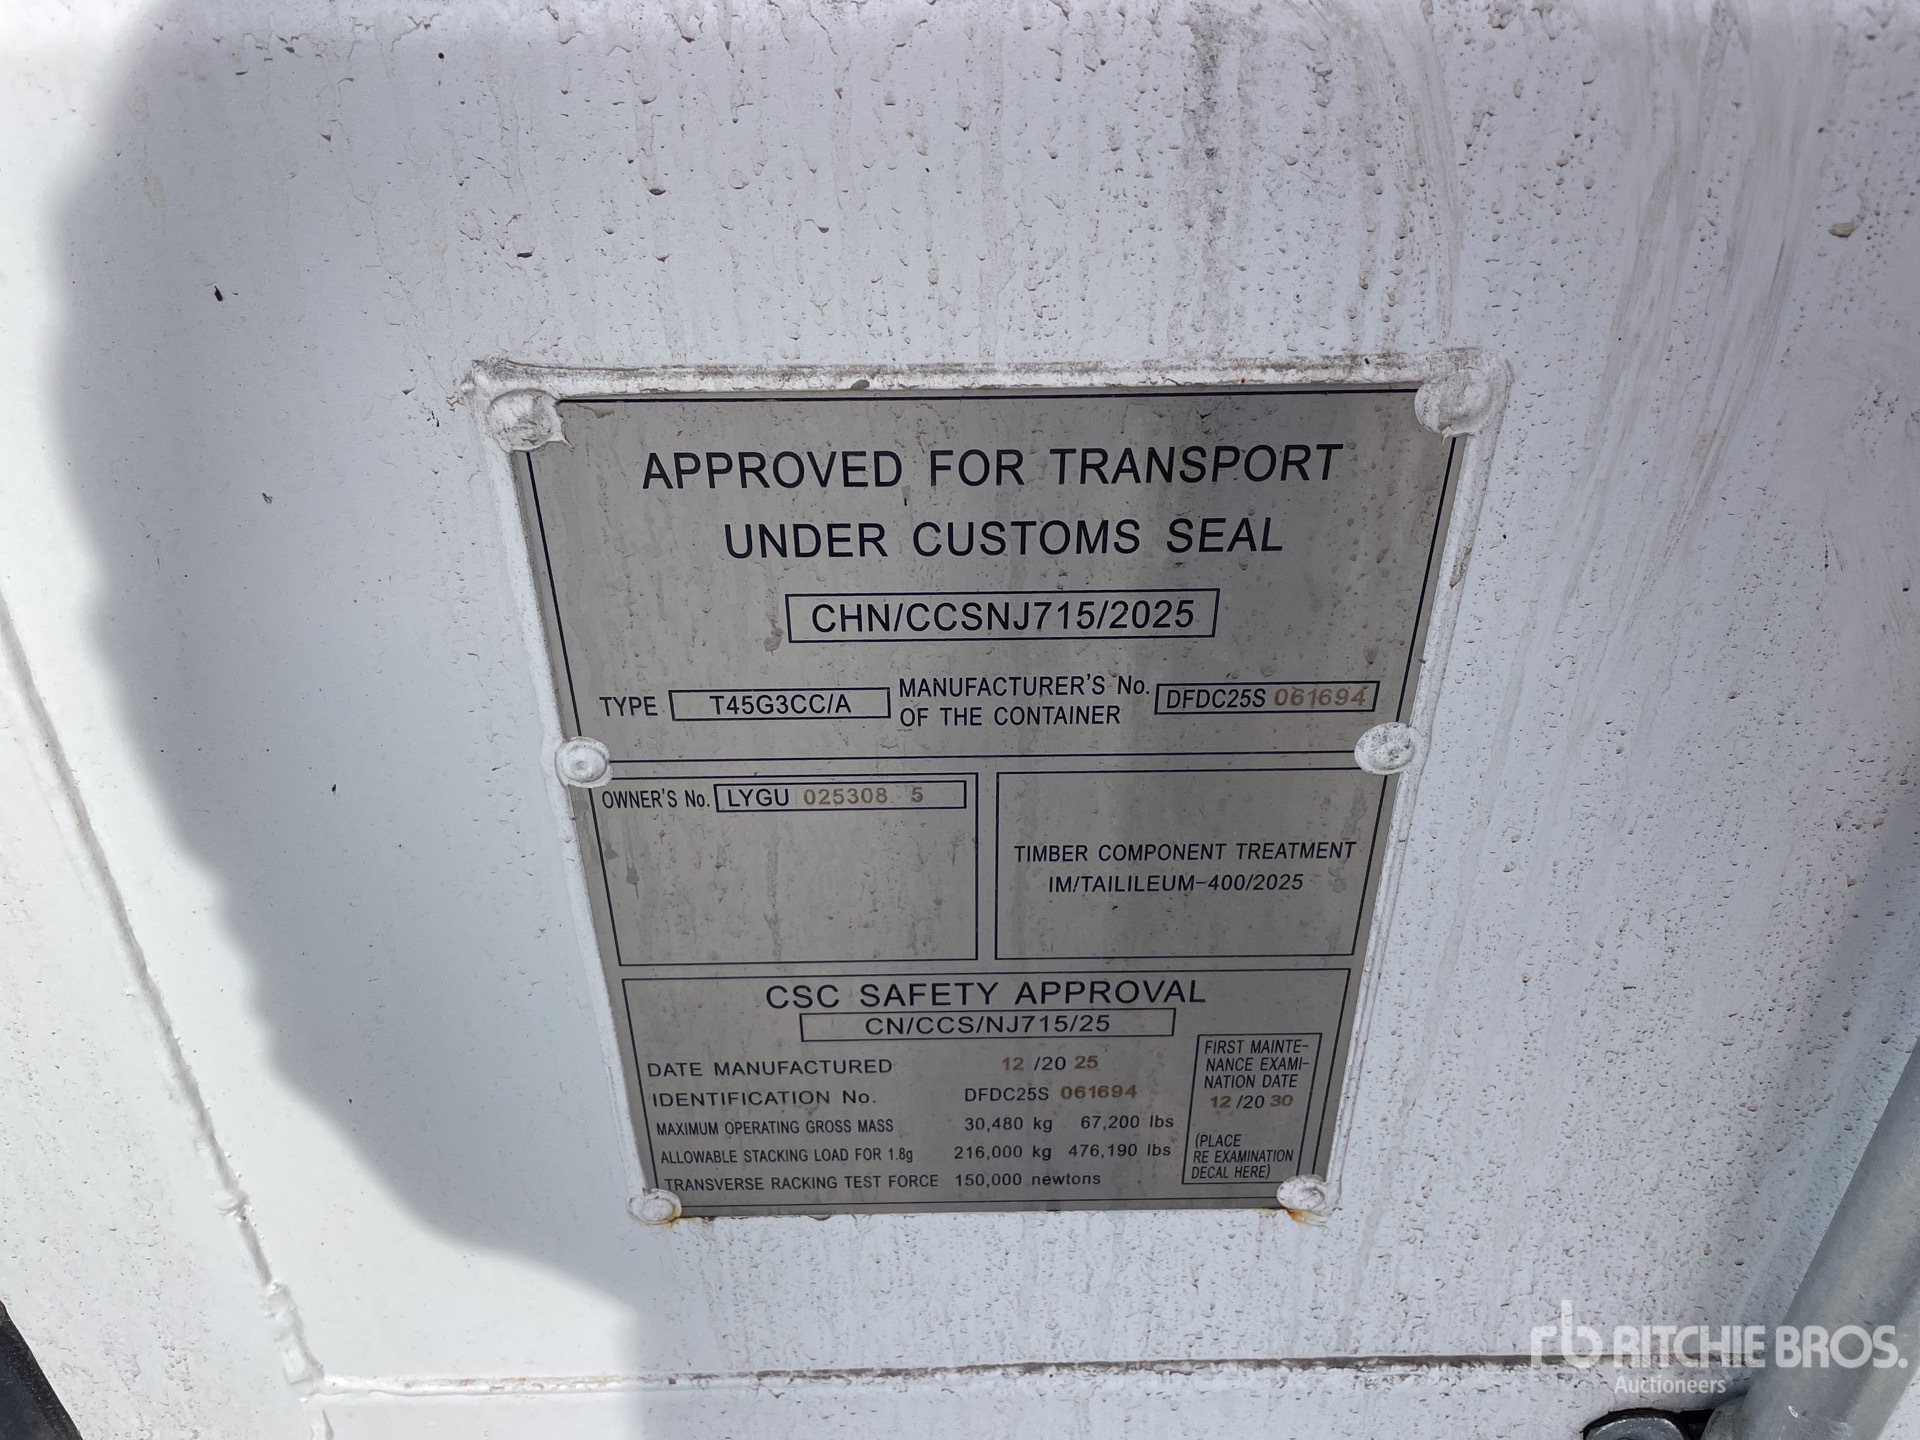 APPROVED FOR TRANSPORT
UNDER CUSTOMS SEAL
CHN/CCSNJ715/2025
TYPE T45G3CC/A MANUFACTURER'S No. OF THE CONTAINER DFDC25S 061694
OWNER'S No. LYGU 025308 5
TIMBER COMPONENT TREATMENT
IM/TAILILEUM-400/2025
CSC SAFETY APPROVAL
CN/CCS/NJ715/25
DATE MANUFACTURED 12 /20 25
IDENTIFICATION No. DFDC25S 061694
MAXIMUM OPERATING GROSS MASS 30,480 kg 67,200 lbs
ALLOWABLE STACKING LOAD FOR 1.8g 216,000 kg 476,190 lbs
TRANSVERSE RACKING TEST FORCE 150,000 newtons
FIRST MAINTE-
NANCE EXAMI-
NATION DATE
12 /20 30
(PLACE
RE EXAMINATION
DECAL HERE)
rb RITCHIE BROS.
Auctioneers